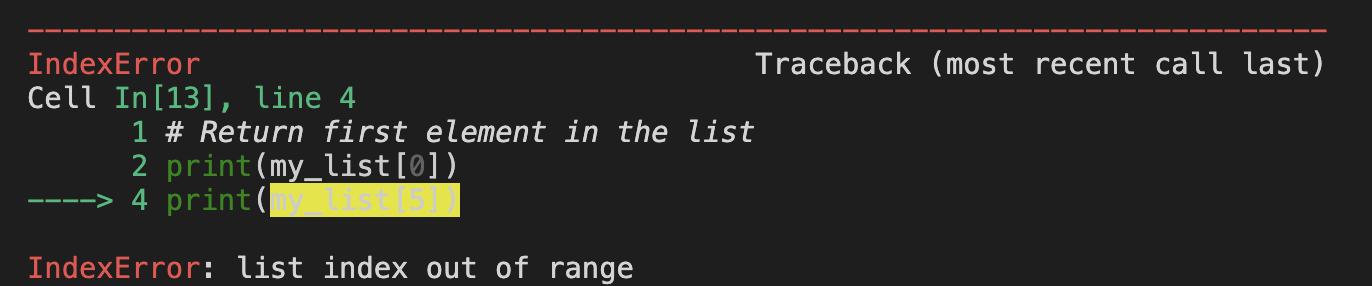 ---------------------------------------------------------------------------
IndexError                                Traceback (most recent call last)
Cell In[13], line 4
      1 # Return first element in the list
      2 print(my_list[0])
----> 4 print(my_list[5])

IndexError: list index out of range